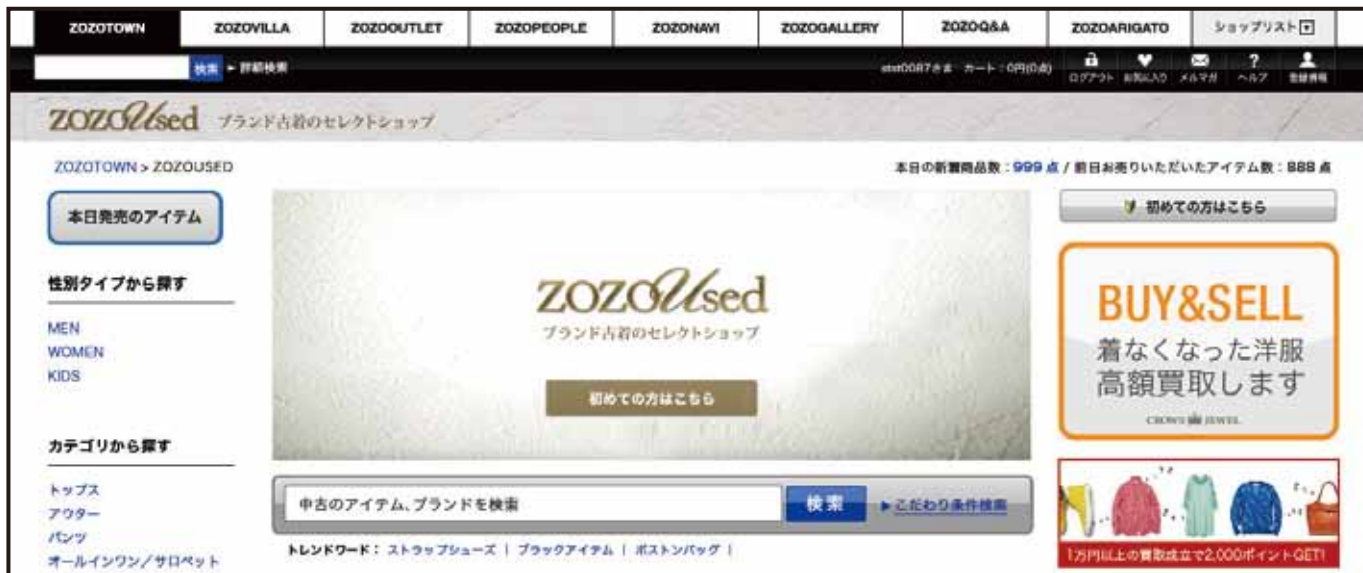 ZOZOTOWN ZOZOVILLA ZOZOOUTLET ZOZOPEOPLE ZOZONAVI ZOZOGALLERY ZOZOQ&A ZOZOARIGATO ショップリスト
検索 詳細検索 カート：0円(0点) ログアウト お気に入り メルマガ ? ヘルプ 登録情報
ZOZOUsed ブランド古着のセレクトショップ
ZOZOTOWN > ZOZOUSED 本日の新着商品数：999 点 / 前日お売りいただいたアイテム数：888 点
本日発売のアイテム
性別タイプから探す
MEN
WOMEN
KIDS
カテゴリから探す
トップス
アウター
パンツ
オールインワン／サロペット
ZOZOUsed
ブランド古着のセレクトショップ
初めての方はこちら
中古のアイテム、ブランドを検索 検索 こだわり条件検索
トレンドワード： ストラップシューズ | ブラックアイテム | ボストンバッグ |
初めての方はこちら
BUY&SELL
着なくなった洋服
高額買取します
CROWN JEWEL
1万円以上の買取成立で2,000ポイントGET!